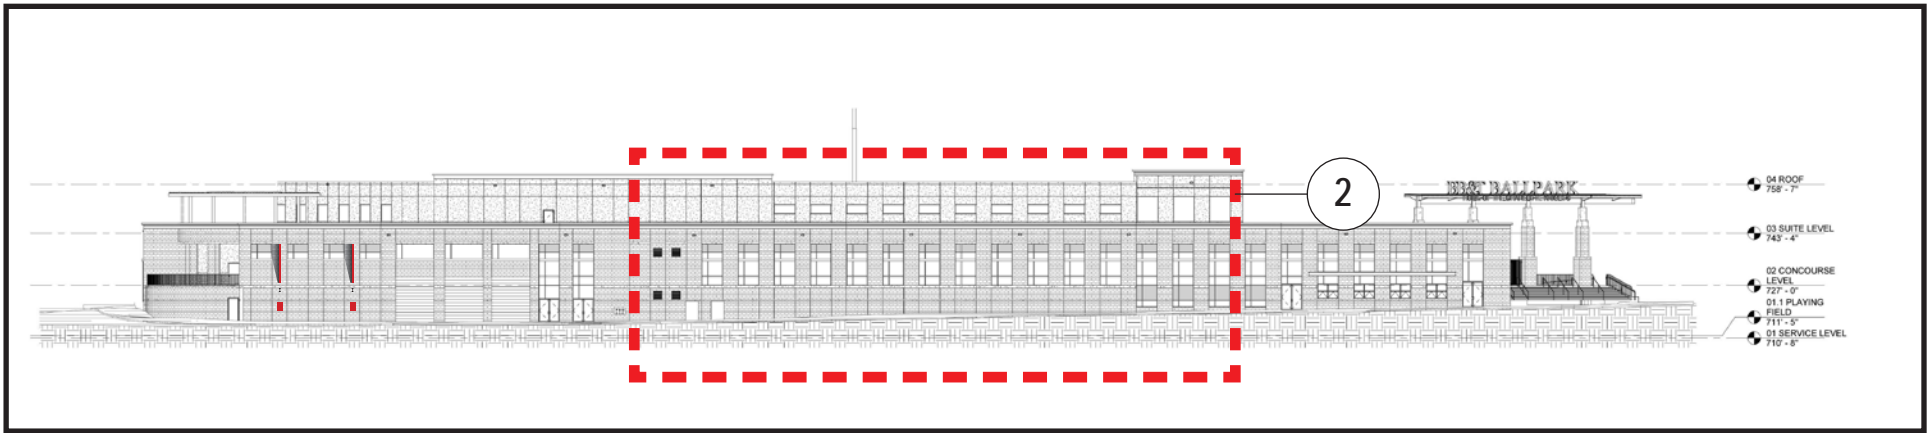 2
BB&T BALLPARK
04 ROOF
758' - 7"
03 SUITE LEVEL
743' - 4"
02 CONCOURSE
LEVEL
727' - 0"
01.1 PLAYING
FIELD
711' - 5"
01 SERVICE LEVEL
710' - 8"